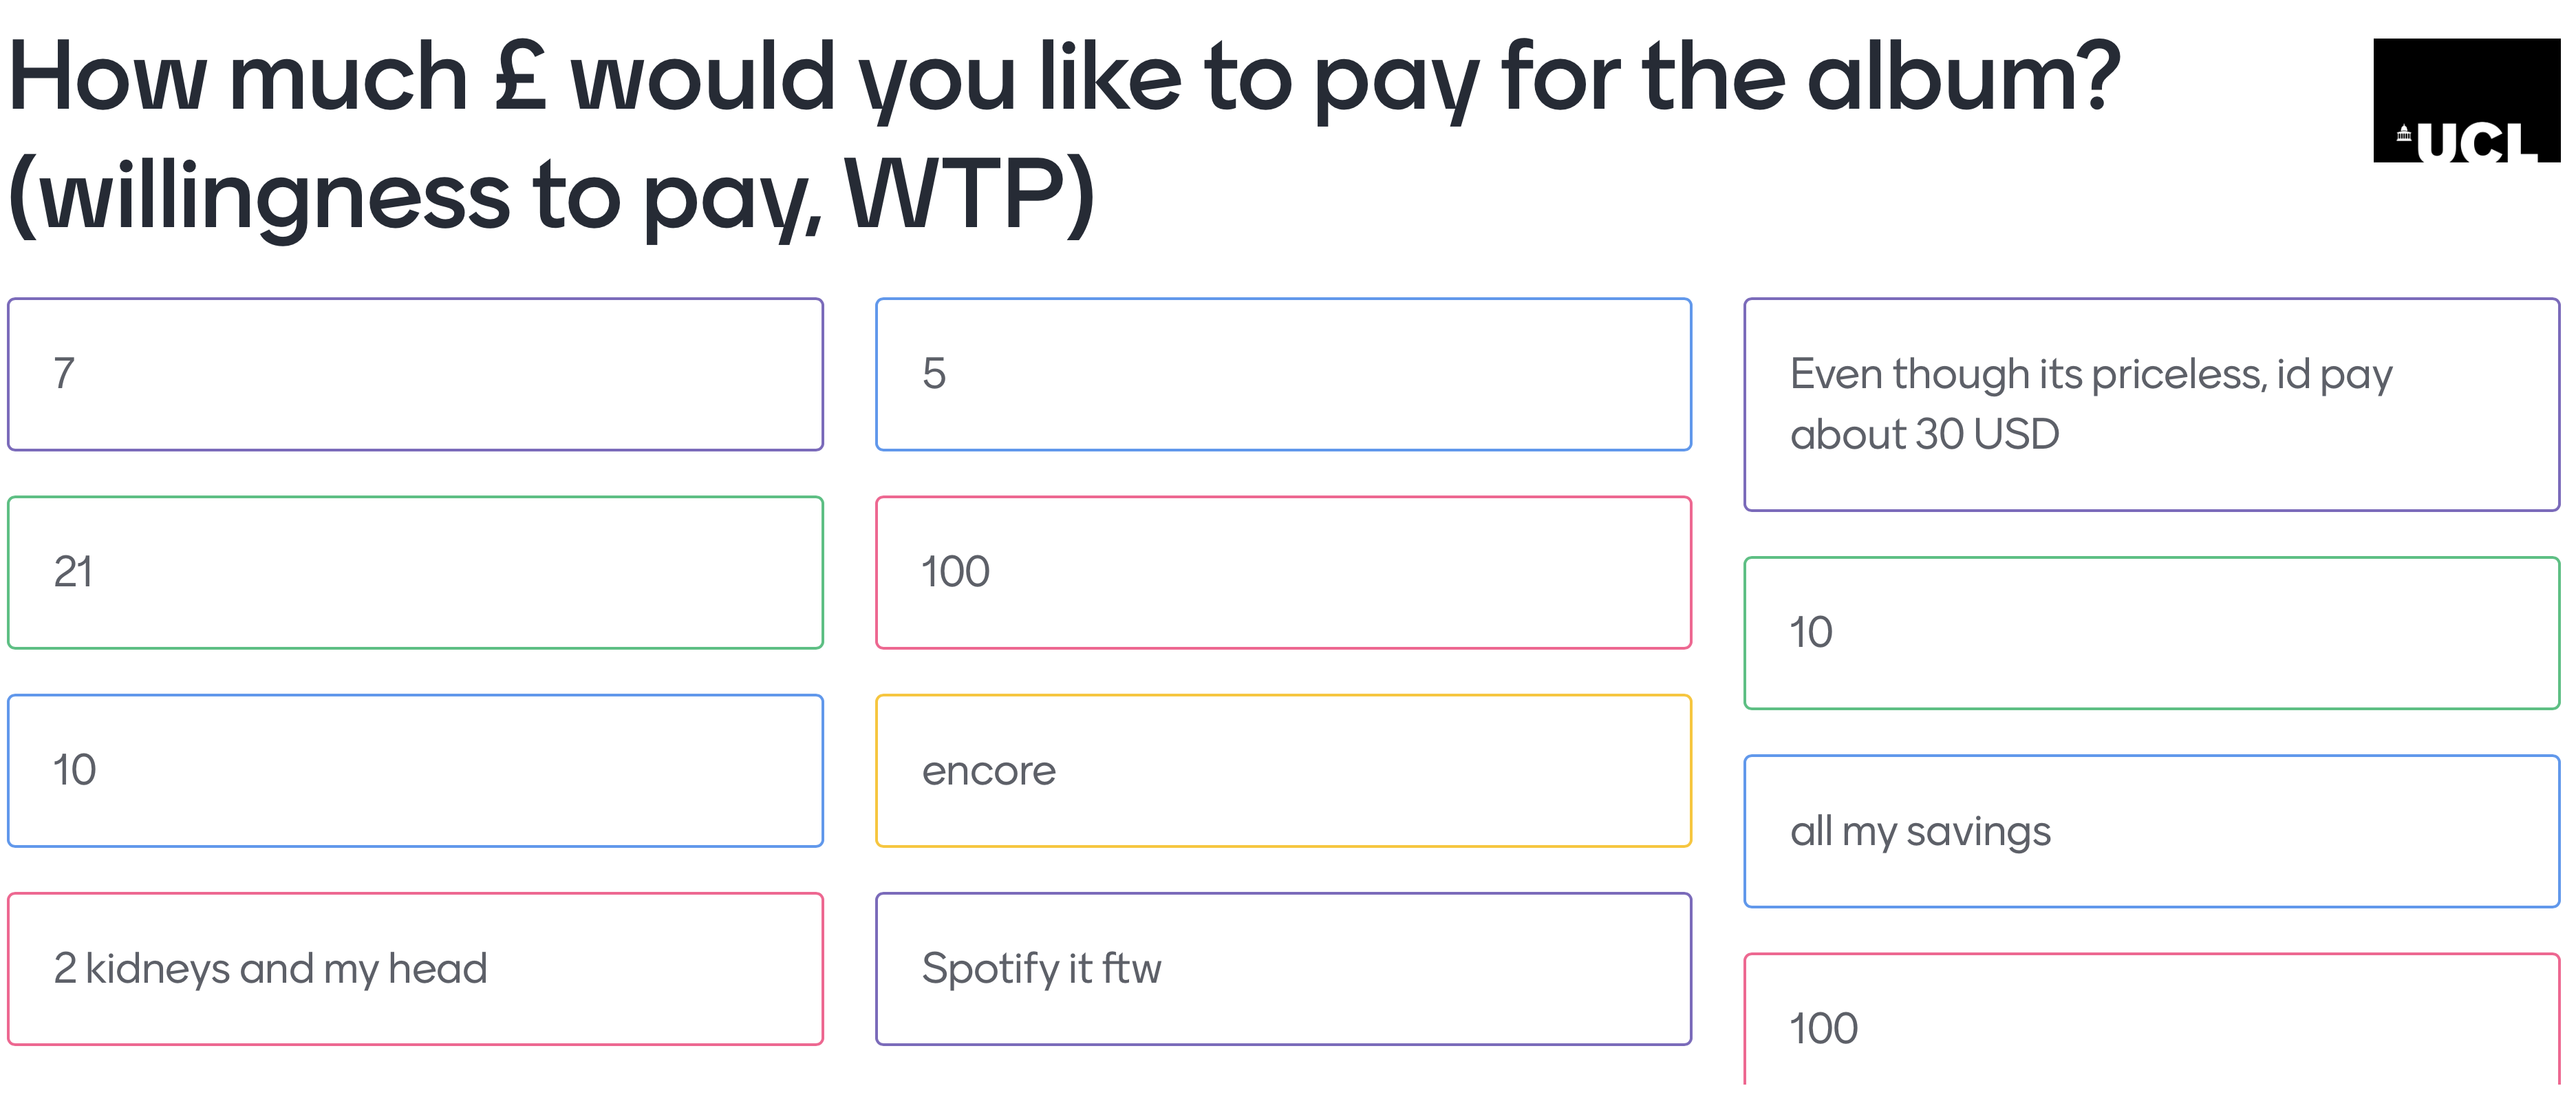 How much £ would you like to pay for the album?
(willingness to pay, WTP)
UCL
7
21
10
2 kidneys and my head
5
100
encore
Spotify it ftw
Even though its priceless, id pay
about 30 USD
10
all my savings
100